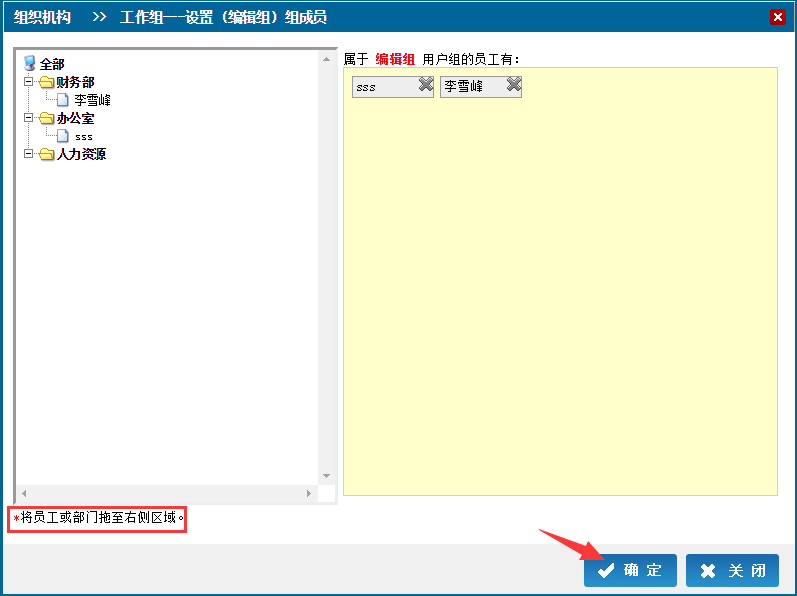 组织机构 >> 工作组---设置（编辑组）组成员
属于 编辑组 用户组的员工有：
全部
财务部
李雪峰
办公室
sss
人力资源
sss
李雪峰
*将员工或部门拖至右侧区域。
确 定
关 闭